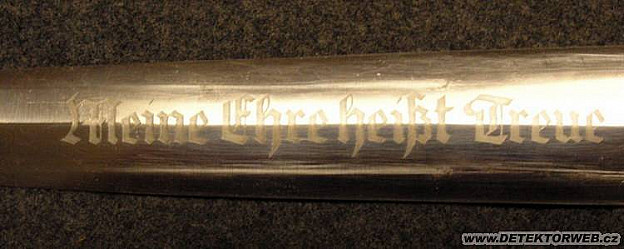 Meine Ehre heißt Treue
WWW.DETEKTORWEB.CZ